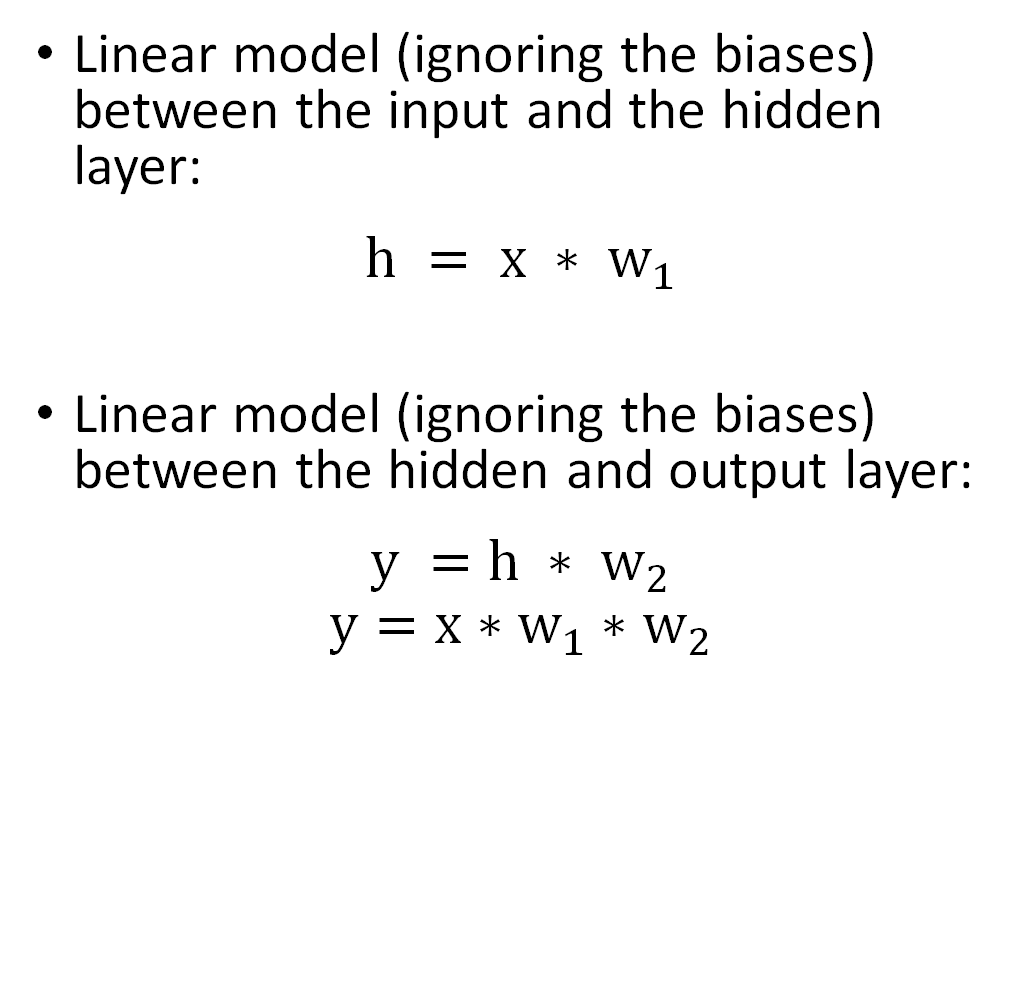 • Linear model (ignoring the biases)
between the input and the hidden
layer:
h = x * w₁
• Linear model (ignoring the biases)
between the hidden and output layer:
y = h * w₂
y = x * w₁ * w₂